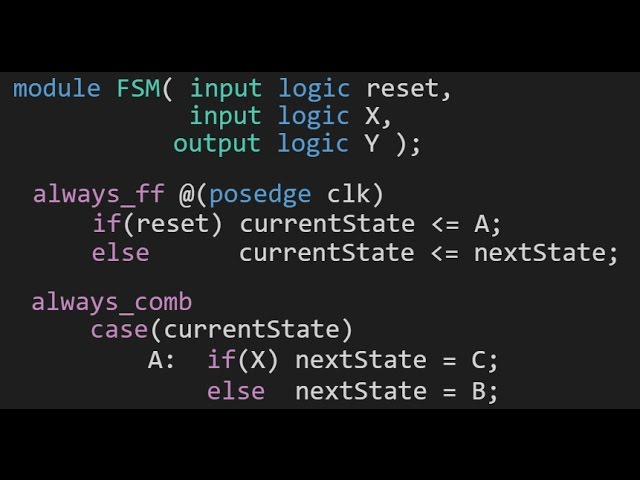 module FSM( input logic reset,
input logic X,
output logic Y );
always_ff @(posedge clk)
if(reset) currentState <= A;
else currentState <= nextState;
always_comb
case(currentState)
A: if(X) nextState = C;
else nextState = B;